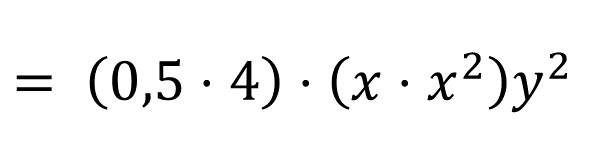 = (0,5 · 4) · (x · x²)y²